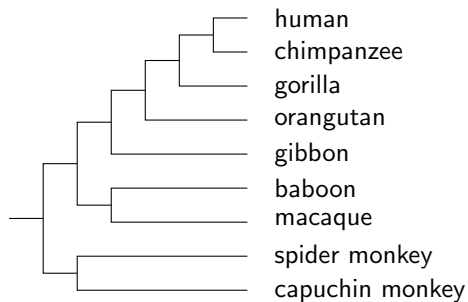 human
chimpanzee
gorilla
orangutan
gibbon
baboon
macaque
spider monkey
capuchin monkey